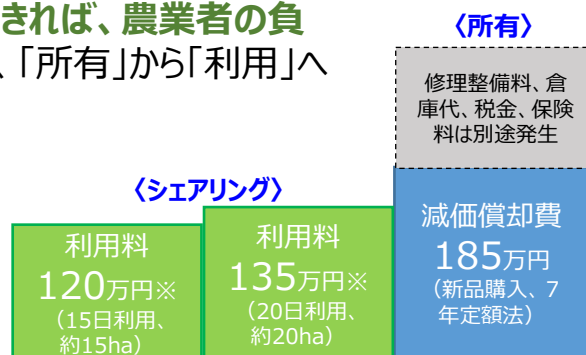 きれば、農業者の負
、「所有」から「利用」へ
〈所有〉
修理整備料、倉
庫代、税金、保険
料は別途発生
〈シェアリング〉
利用料
120万円※
（15日利用、
約15ha）
利用料
135万円※
（20日利用、
約20ha）
減価償却費
185万円
（新品購入、7
年定額法）